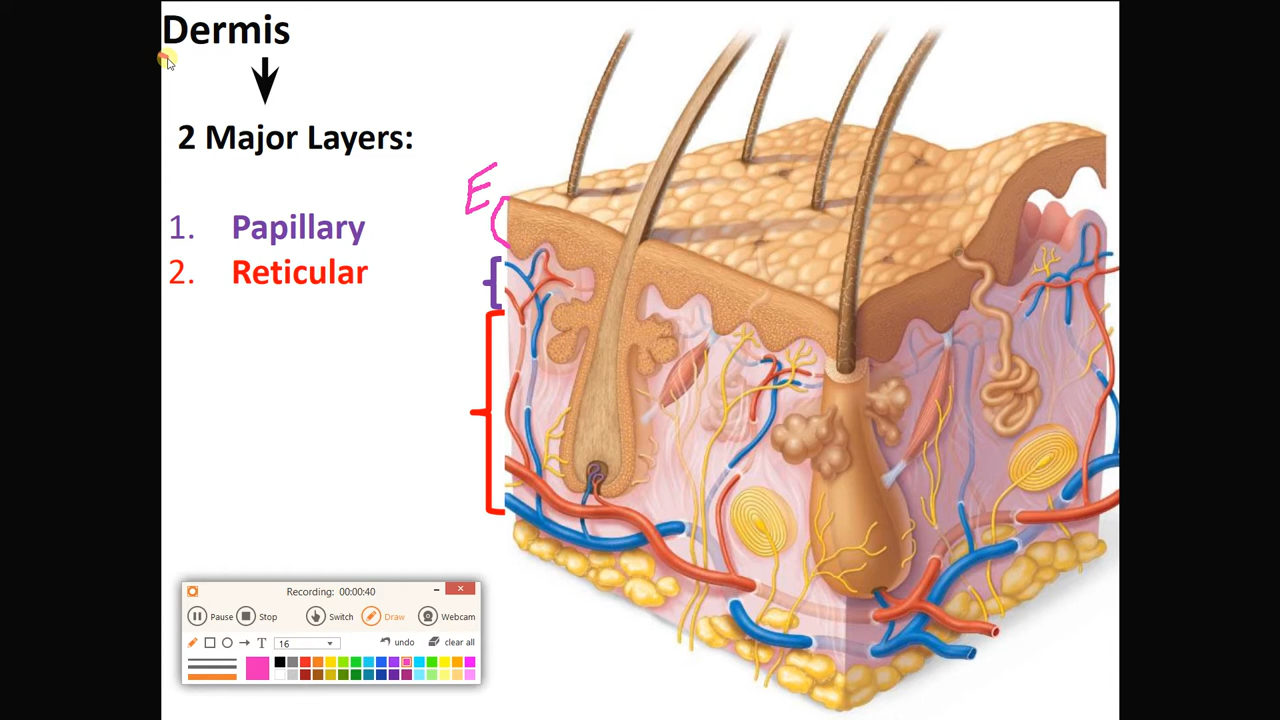 Dermis
2 Major Layers:
1. Papillary
2. Reticular
E
Recording: 00:00:40
Pause Stop Switch Draw Webcam
T 16 undo clear all